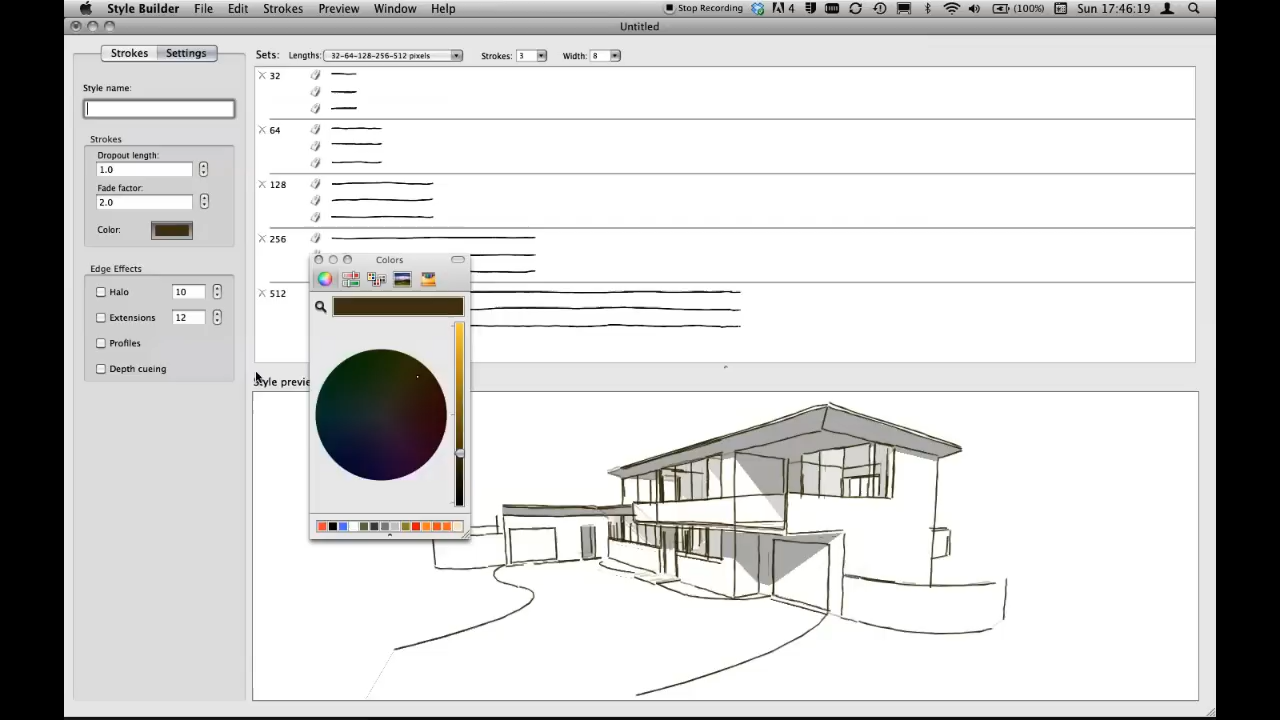 Style Builder File Edit Strokes Preview Window Help Stop Recording 4 (100%) Sun 17:46:19
Untitled
Strokes Settings
Style name:
Strokes
Dropout length:
1.0
Fade factor:
2.0
Color:
Edge Effects
Halo 10
Extensions 12
Profiles
Depth cueing
Sets: Lengths: 32-64-128-256-512 pixels Strokes: 3 Width: 8
32
64
128
256
512
Colors
Style previe